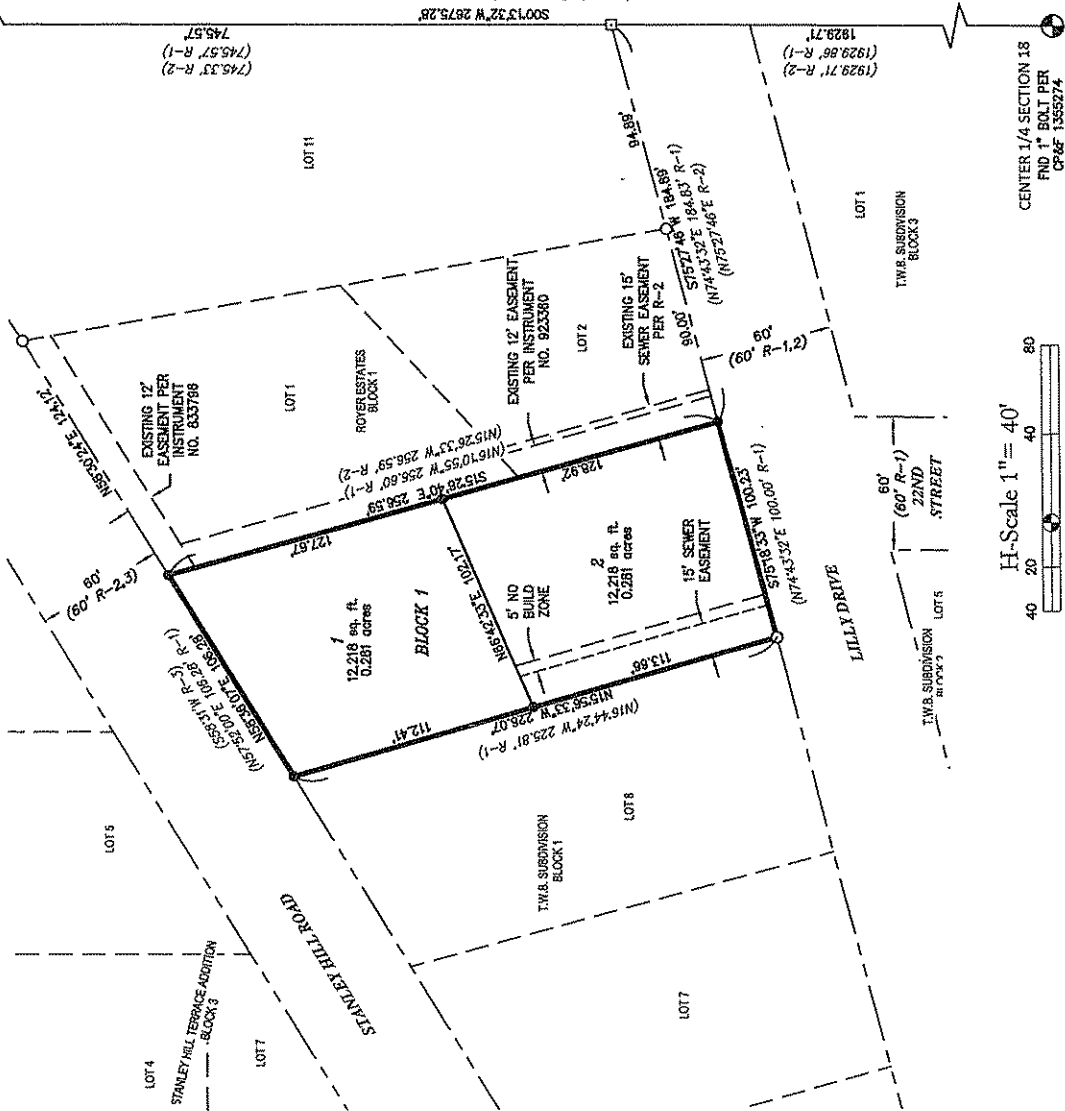 S00°13'32"W 2675.28'
745.57'
(745.57' R-1)
(745.33' R-2)
1929.71'
(1929.86' R-1)
(1929.71' R-2)
CENTER 1/4 SECTION 18
FND 1" BOLT PER
CP&F 1355274
LOT 11
94.89'
S75°27'46"W 184.89'
(N74°43'32"E 184.83' R-1)
(N75°27'46"E R-2)
90.00'
60'
(60' R-1,2)
LOT 1
T.W.B. SUBDIVISION
BLOCK 3
N58°30'24"E 124.12'
EXISTING 12'
EASEMENT PER
INSTRUMENT
NO. 833798
LOT 1
ROYER ESTATES
BLOCK 1
EXISTING 12' EASEMENT
PER INSTRUMENT
NO. 923360
LOT 2
EXISTING 15'
SEWER EASEMENT
PER R-2
60'
(60' R-2,3)
(N15°26'33"W 256.59' R-2)
(N16°10'55"W 256.60' R-1)
S15°26'40"E 256.59'
127.67'
128.92'
N58°36'07"E 106.28'
(N57°52'00"E 106.28' R-1)
(S58°31'W R-3)
1
12,218 sq. ft.
0.281 acres
BLOCK 1
N66°42'33"E 102.17'
5' NO
BUILD
ZONE
2
12,218 sq. ft.
0.281 acres
15' SEWER
EASEMENT
S75°18'33"W 100.23'
(N74°43'32"E 100.00' R-1)
112.41'
113.66'
N15°56'33"W 226.07'
(N16°44'24"W 225.81' R-1)
LILLY DRIVE
60'
(60' R-1)
22ND
STREET
LOT 5
T.W.B. SUBDIVISION
BLOCK 2
LOT 8
T.W.B. SUBDIVISION
BLOCK 1
LOT 7
STANLEY HILL ROAD
LOT 5
LOT 4
STANLEY HILL TERRACE ADDITION
BLOCK 3
LOT 7
H-Scale 1"= 40'
40 20 40 80